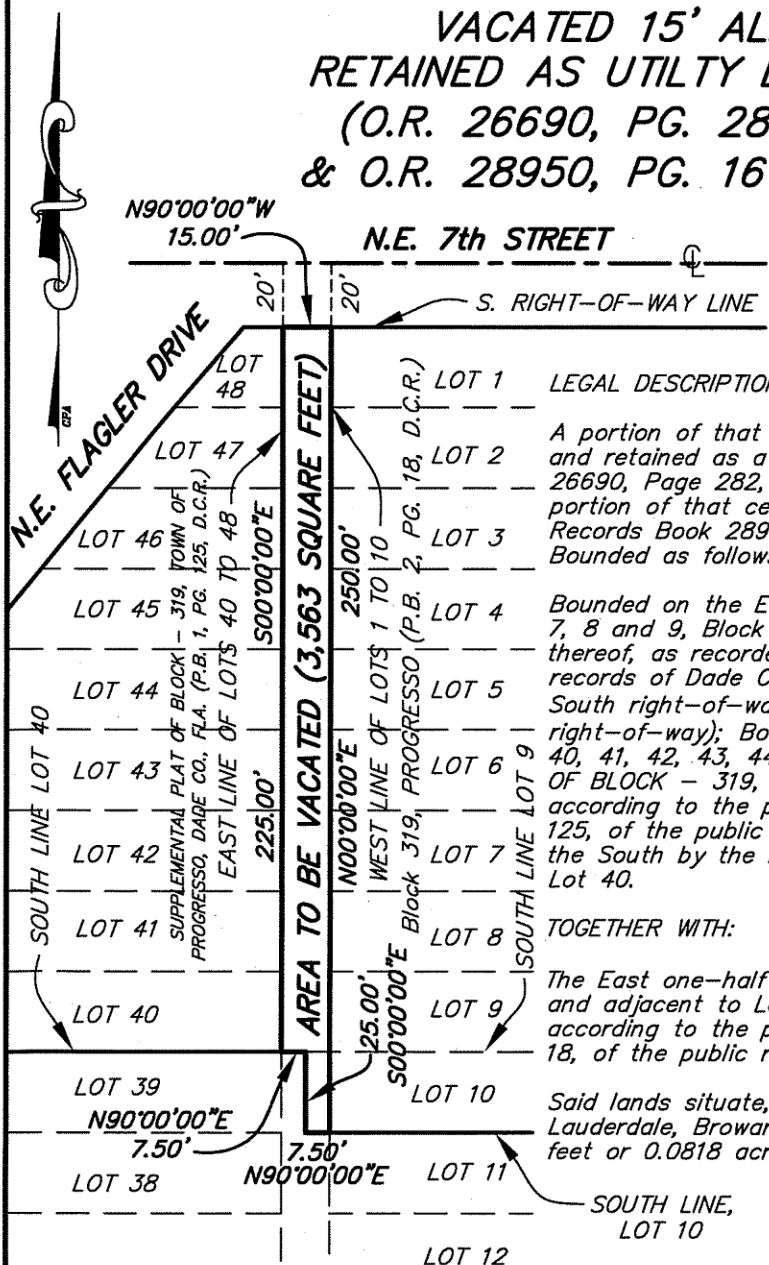 VACATED 15' AL
RETAINED AS UTILTY
(O.R. 26690, PG. 28
& O.R. 28950, PG. 16
N90°00'00"W
15.00'
N.E. 7th STREET
20'
20'
S. RIGHT-OF-WAY LINE
N.E. FLAGLER DRIVE
GPA
LOT
48
LOT 47
LOT 46
LOT 45
LOT 44
LOT 43
LOT 42
LOT 41
LOT 40
LOT 39
LOT 38
SOUTH LINE LOT 40
SUPPLEMENTAL PLAT OF BLOCK - 319, TOWN OF
PROGRESSO, DADE CO., FLA. (P.B. 1, PG. 125, D.C.R.)
EAST LINE OF LOTS 40 TO 48
S00°00'00"E
225.00'
AREA TO BE VACATED (3,563 SQUARE FEET)
250.00'
N00°00'00"E
WEST LINE OF LOTS 1 TO 10
Block 319, PROGRESSO (P.B. 2, PG. 18, D.C.R.)
LOT 1
LOT 2
LOT 3
LOT 4
LOT 5
LOT 6
LOT 7
LOT 8
LOT 9
LOT 10
LOT 11
LOT 12
SOUTH LINE LOT 9
25.00'
S00°00'00"E
N90°00'00"E
7.50'
7.50'
N90°00'00"E
SOUTH LINE,
LOT 10
LEGAL DESCRIPTION
A portion of that
and retained as a
26690, Page 282,
portion of that ce
Records Book 289
Bounded as follows
Bounded on the E
7, 8 and 9, Block
thereof, as recorde
records of Dade C
South right-of-wa
right-of-way); Bo
40, 41, 42, 43, 44
OF BLOCK - 319,
according to the p
125, of the public
the South by the
Lot 40.
TOGETHER WITH:
The East one-half
and adjacent to L
according to the p
18, of the public r
Said lands situate,
Lauderdale, Browar
feet or 0.0818 acr